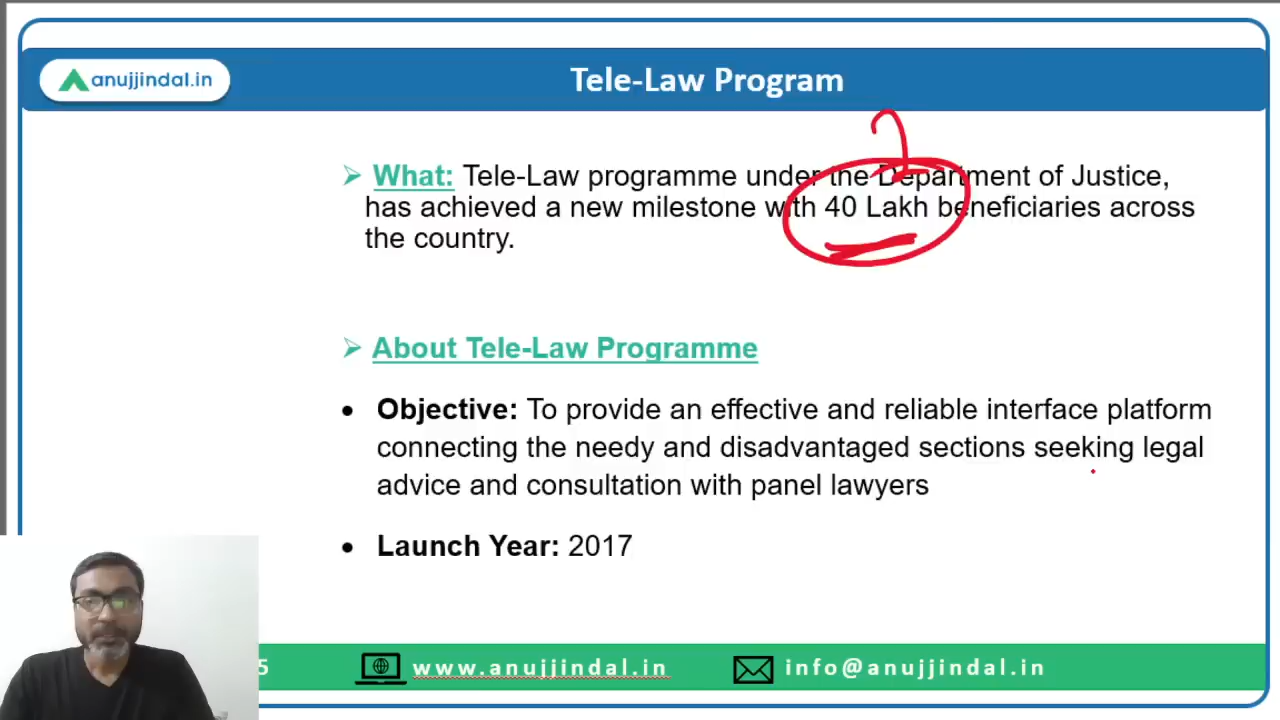 anujjindal.in
Tele-Law Program
What: Tele-Law programme under the Department of Justice,
has achieved a new milestone with 40 Lakh beneficiaries across
the country.
About Tele-Law Programme
Objective: To provide an effective and reliable interface platform
connecting the needy and disadvantaged sections seeking legal
advice and consultation with panel lawyers
Launch Year: 2017
5 www.anujjindal.in info@anujjindal.in